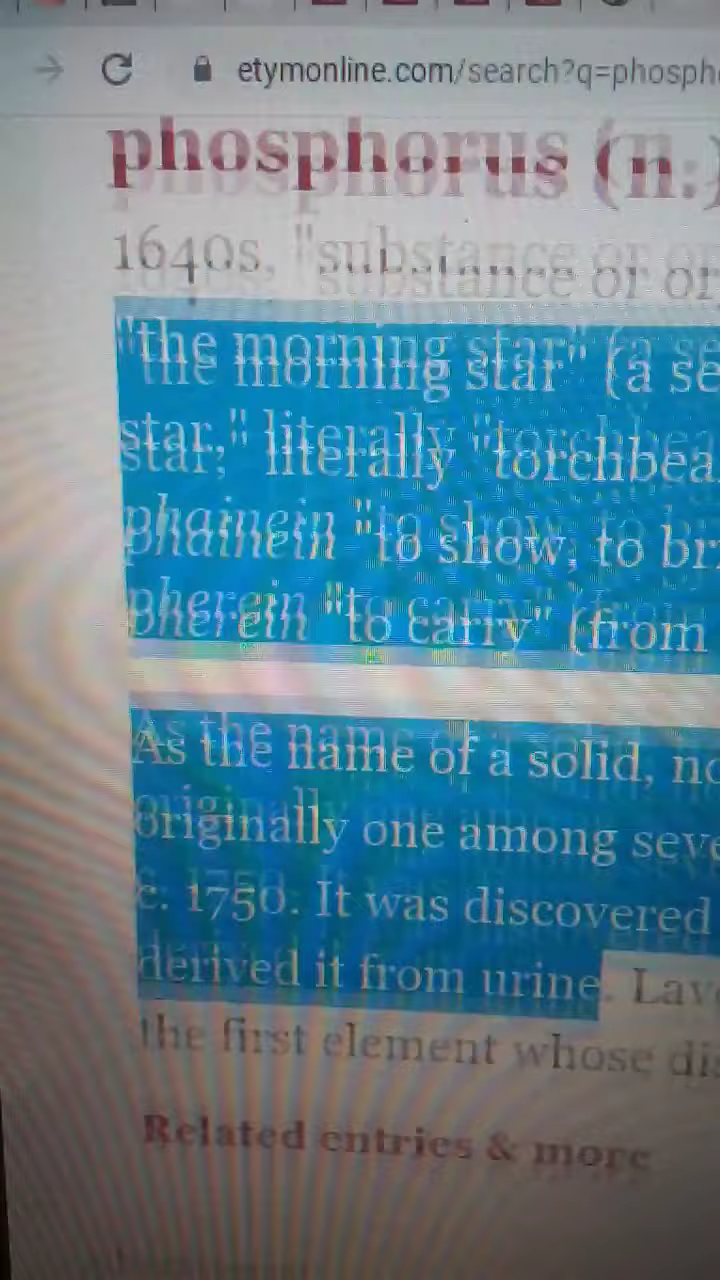 etymonline.com/search?q=phosph
phosphorus (n.)
1640s, "substance or or
"the morning star" (a se
star," literally "torchbea
phainein "to show, to br
pherein "to carry" (from
As the name of a solid, no
originally one among seve
c. 1750. It was discovered
derived it from urine. Lav
the first element whose dis
Related entries & more